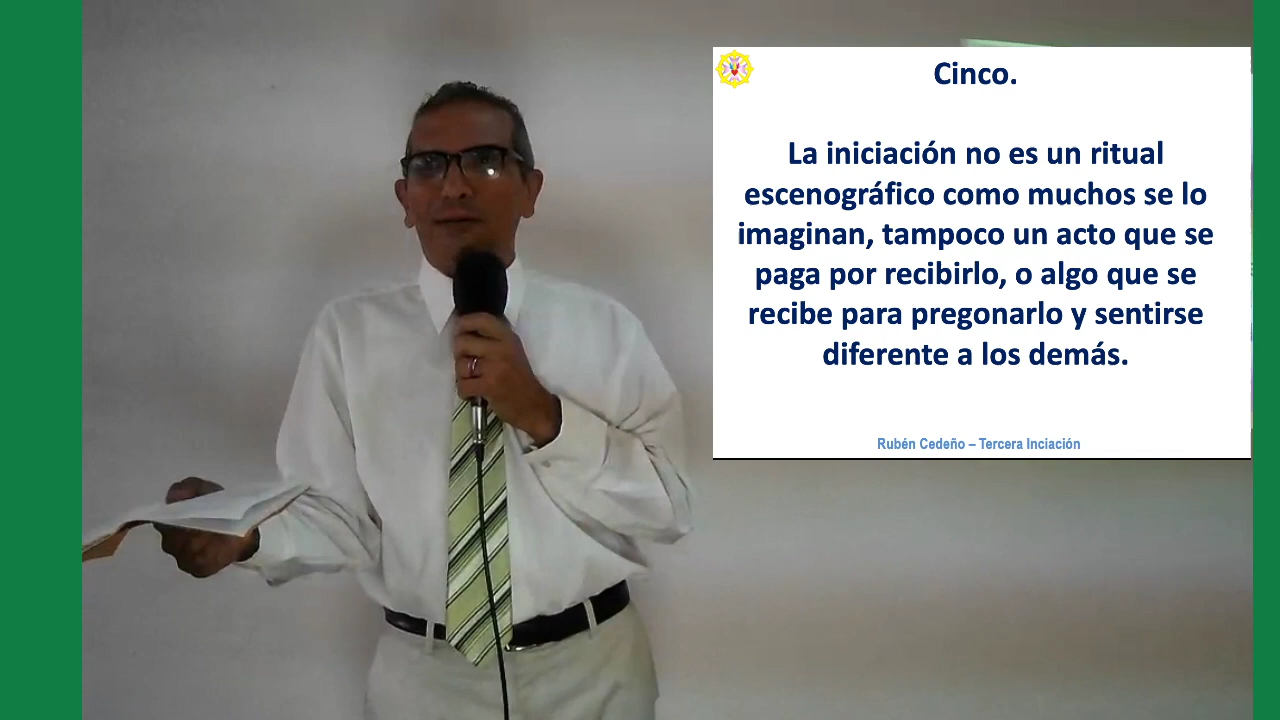 Cinco.
La iniciación no es un ritual
escenográfico como muchos se lo
imaginan, tampoco un acto que se
paga por recibirlo, o algo que se
recibe para pregonarlo y sentirse
diferente a los demás.
Rubén Cedeño – Tercera Inciación